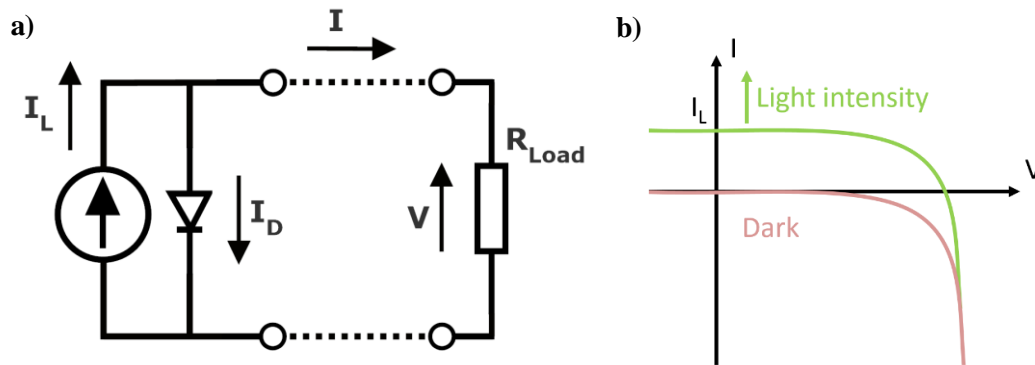 a)
I
I_L
I_D
V
R_Load
b)
I
Light intensity
I_L
V
Dark